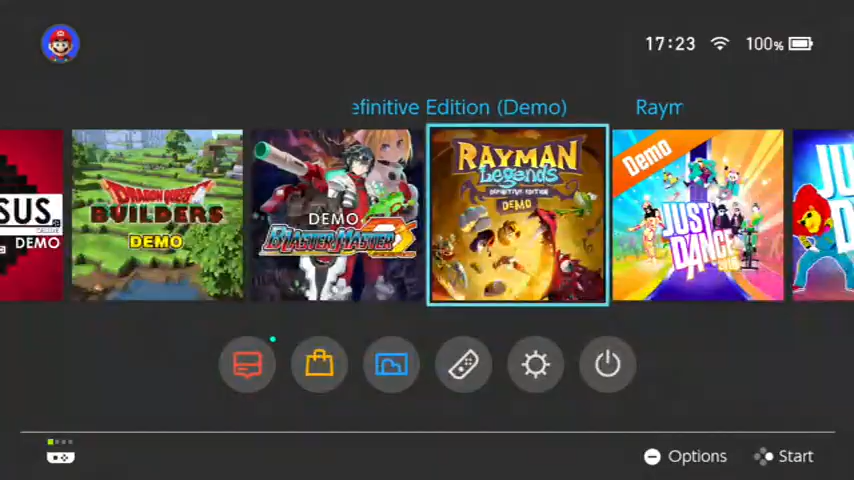 17:23
100%
efinitive Edition (Demo)
Raym
SUS
DEMO
DRAGON QUEST
BUILDERS
DEMO
DEMO
BLASTER MASTER
RAYMAN
Legends
DEFINITIVE EDITION
DEMO
Demo
JUST
DANCE
JU
D
Options
Start